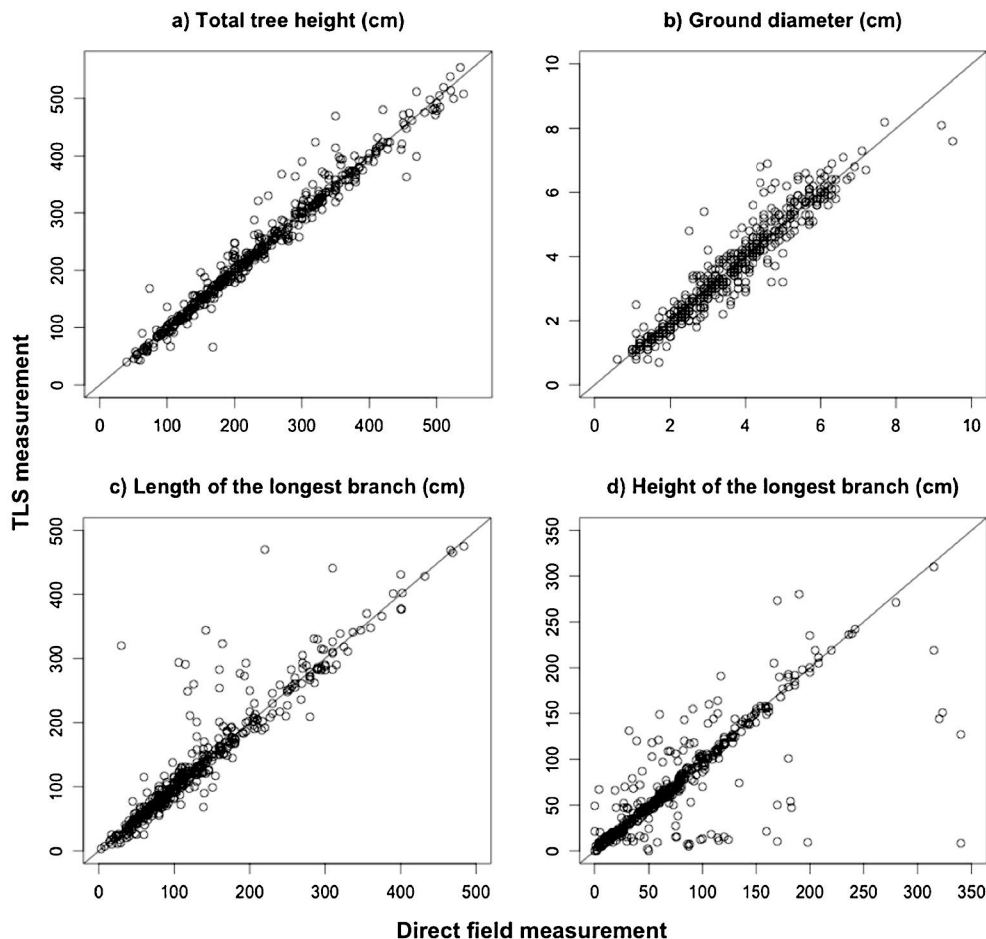 a) Total tree height (cm)
b) Ground diameter (cm)
0 100 200 300 400 500
0 100 200 300 400 500
0 2 4 6 8 10
0 2 4 6 8 10
TLS measurement
c) Length of the longest branch (cm)
d) Height of the longest branch (cm)
0 100 200 300 400 500
0 100 200 300 400 500
0 50 100 150 200 250 300 350
0 50 100 150 200 250 300 350
Direct field measurement